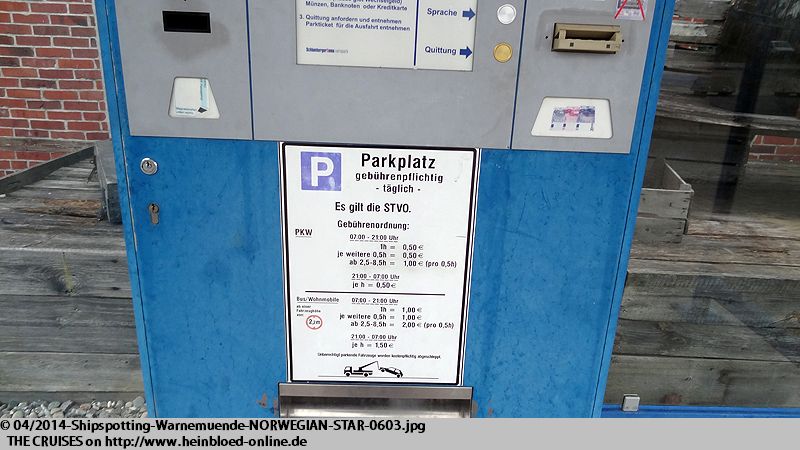 Münzen, Banknoten oder Kreditkarte
3. Quittung anfordern und entnehmen
Parkticket für die Ausfahrt entnehmen
Sprache
Quittung
P
Parkplatz
gebührenpflichtig
- täglich -
Es gilt die STVO.
Gebührenordnung:
PKW
07:00 - 21:00 Uhr
1h = 0,50 €
je weitere 0,5h = 0,50 €
ab 2,5-8,5h = 1,00 € (pro 0,5h)
21:00 - 07:00 Uhr
je h = 0,50 €
Bus/Wohnmobile
ab einer
Fahrzeughöhe
von:
07:00 - 21:00 Uhr
1h = 1,00 €
je weitere 0,5h = 1,00 €
ab 2,5-8,5h = 2,00 € (pro 0,5h)
21:00 - 07:00 Uhr
je h = 1,50 €
Unberechtigt parkende Fahrzeuge werden kostenpflichtig abgeschleppt.
© 04/2014-Shipspotting-Warnemuende-NORWEGIAN-STAR-0603.jpg
THE CRUISES on http://www.heinbloed-online.de